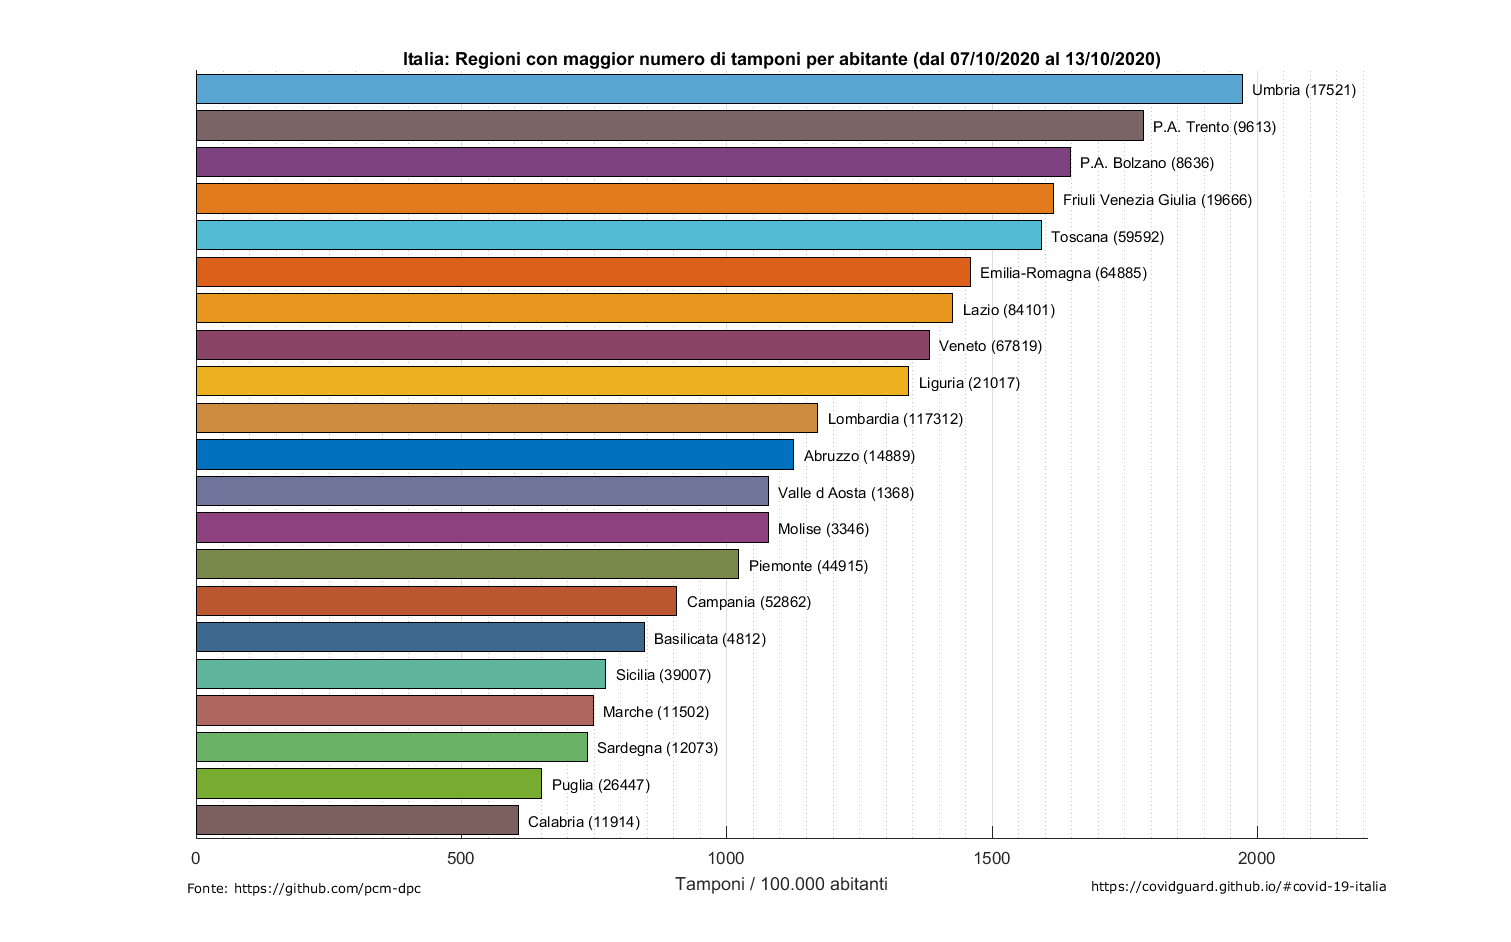 Italia: Regioni con maggior numero di tamponi per abitante (dal 07/10/2020 al 13/10/2020)
Umbria (17521)
P.A. Trento (9613)
P.A. Bolzano (8636)
Friuli Venezia Giulia (19666)
Toscana (59592)
Emilia-Romagna (64885)
Lazio (84101)
Veneto (67819)
Liguria (21017)
Lombardia (117312)
Abruzzo (14889)
Valle d Aosta (1368)
Molise (3346)
Piemonte (44915)
Campania (52862)
Basilicata (4812)
Sicilia (39007)
Marche (11502)
Sardegna (12073)
Puglia (26447)
Calabria (11914)
0 500 1000 1500 2000
Tamponi / 100.000 abitanti
Fonte: https://github.com/pcm-dpc
https://covidguard.github.io/#covid-19-italia